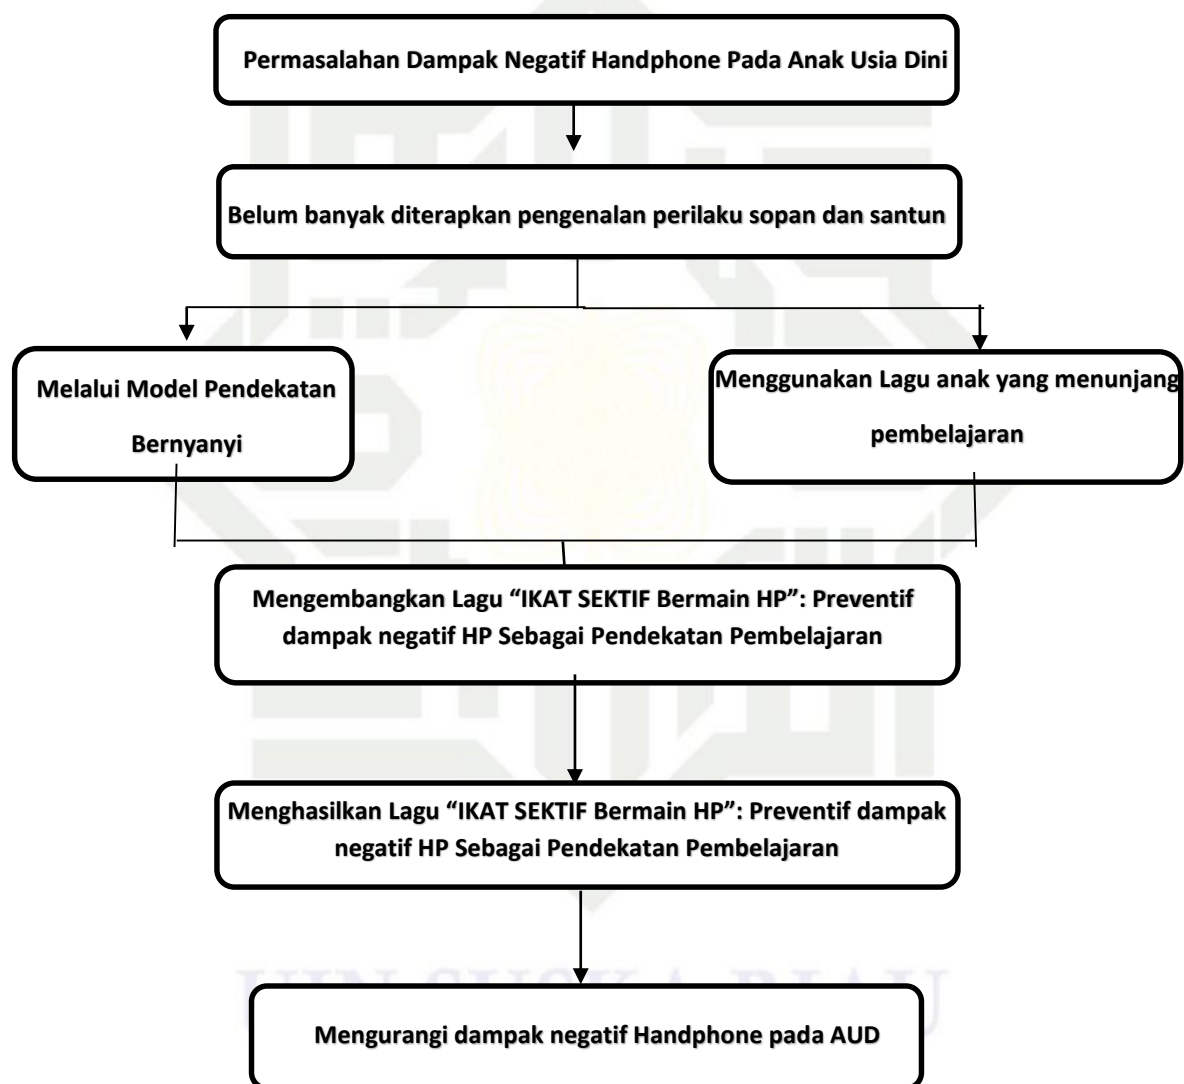 Permasalahan Dampak Negatif Handphone Pada Anak Usia Dini
Belum banyak diterapkan pengenalan perilaku sopan dan santun
Melalui Model Pendekatan
Bernyanyi
Menggunakan Lagu anak yang menunjang
pembelajaran
Mengembangkan Lagu “IKAT SEKTIF Bermain HP”: Preventif
dampak negatif HP Sebagai Pendekatan Pembelajaran
Menghasilkan Lagu “IKAT SEKTIF Bermain HP”: Preventif dampak
negatif HP Sebagai Pendekatan Pembelajaran
UIN SUSKA RIAU
Mengurangi dampak negatif Handphone pada AUD